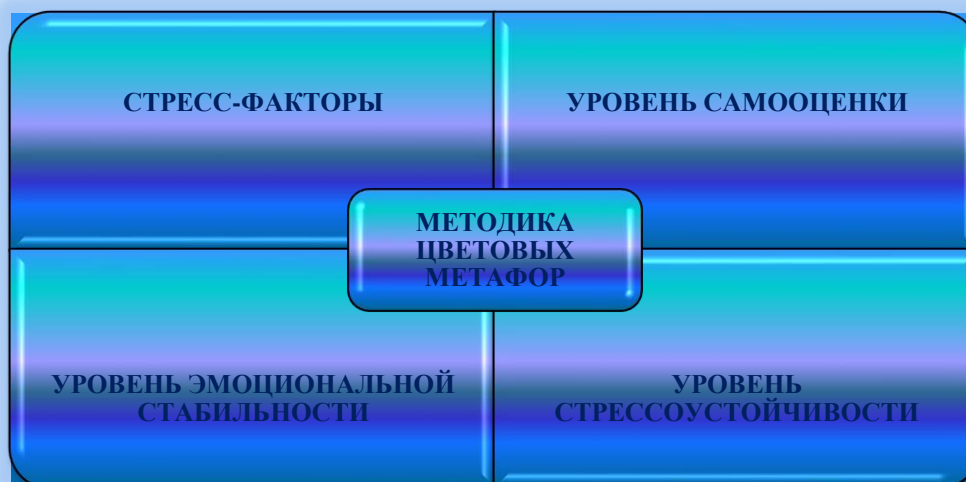 СТРЕСС-ФАКТОРЫ
УРОВЕНЬ САМООЦЕНКИ
МЕТОДИКА
ЦВЕТОВЫХ
МЕТАФОР
УРОВЕНЬ ЭМОЦИОНАЛЬНОЙ
СТАБИЛЬНОСТИ
УРОВЕНЬ
СТРЕССОУСТОЙЧИВОСТИ